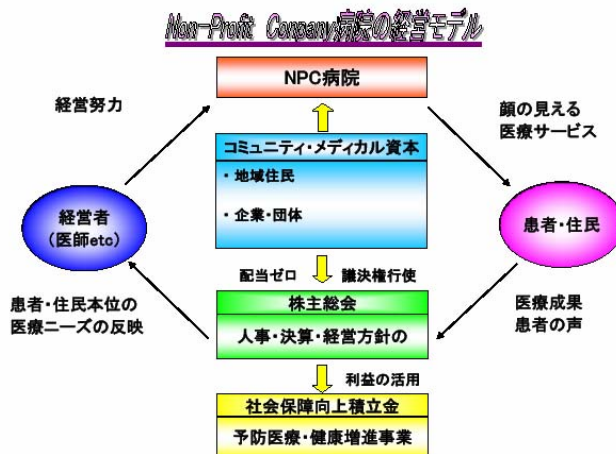 Non-Profit Conpany病院の経営モデル
NPC病院
経営努力
顔の見える
医療サービス
コミュニティ・メディカル資本
・地域住民
・企業・団体
経営者
(医師etc)
患者・住民
配当ゼロ 議決権行使
患者・住民本位の
医療ニーズの反映
株主総会
人事・決算・経営方針の
医療成果
患者の声
利益の活用
社会保障向上積立金
予防医療・健康増進事業